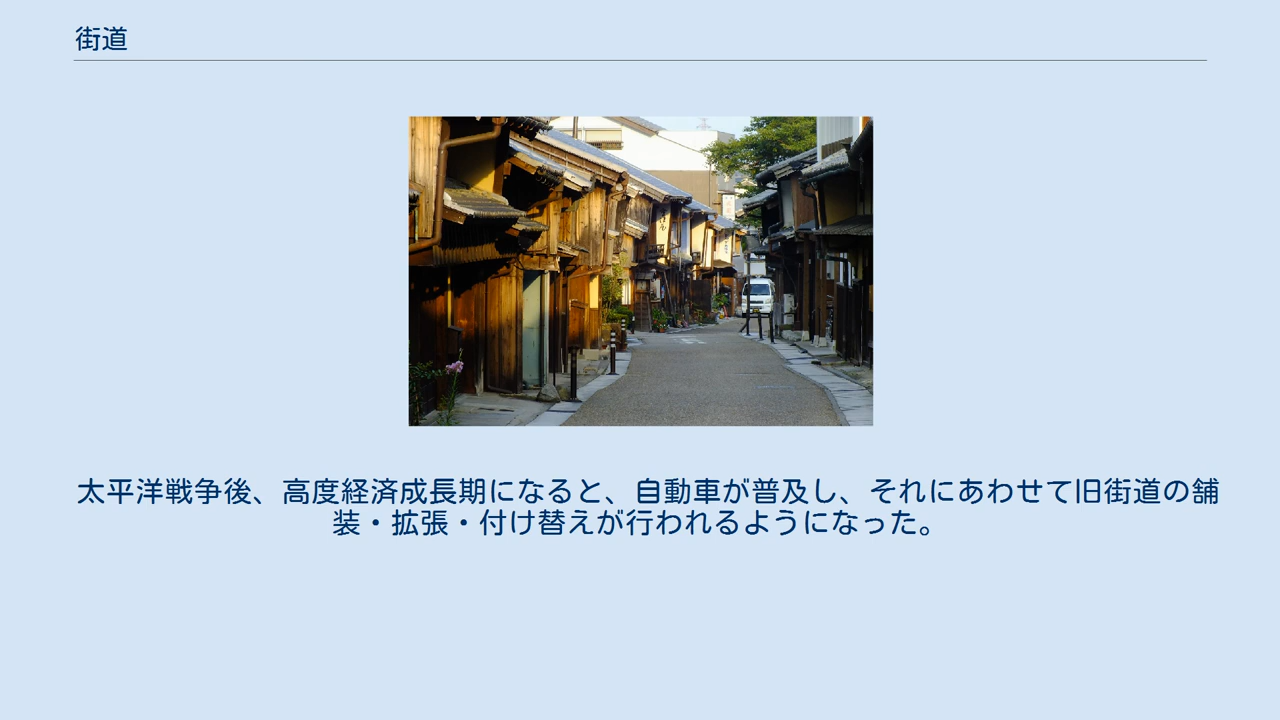 街道
太平洋戦争後、高度経済成長期になると、自動車が普及し、それにあわせて旧街道の舗
装・拡張・付け替えが行われるようになった。